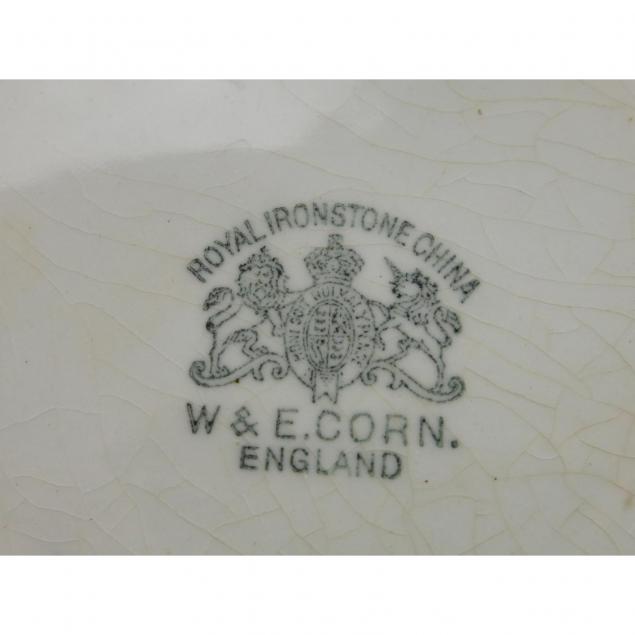 ROYAL IRONSTONE CHINA
W & E. CORN.
ENGLAND